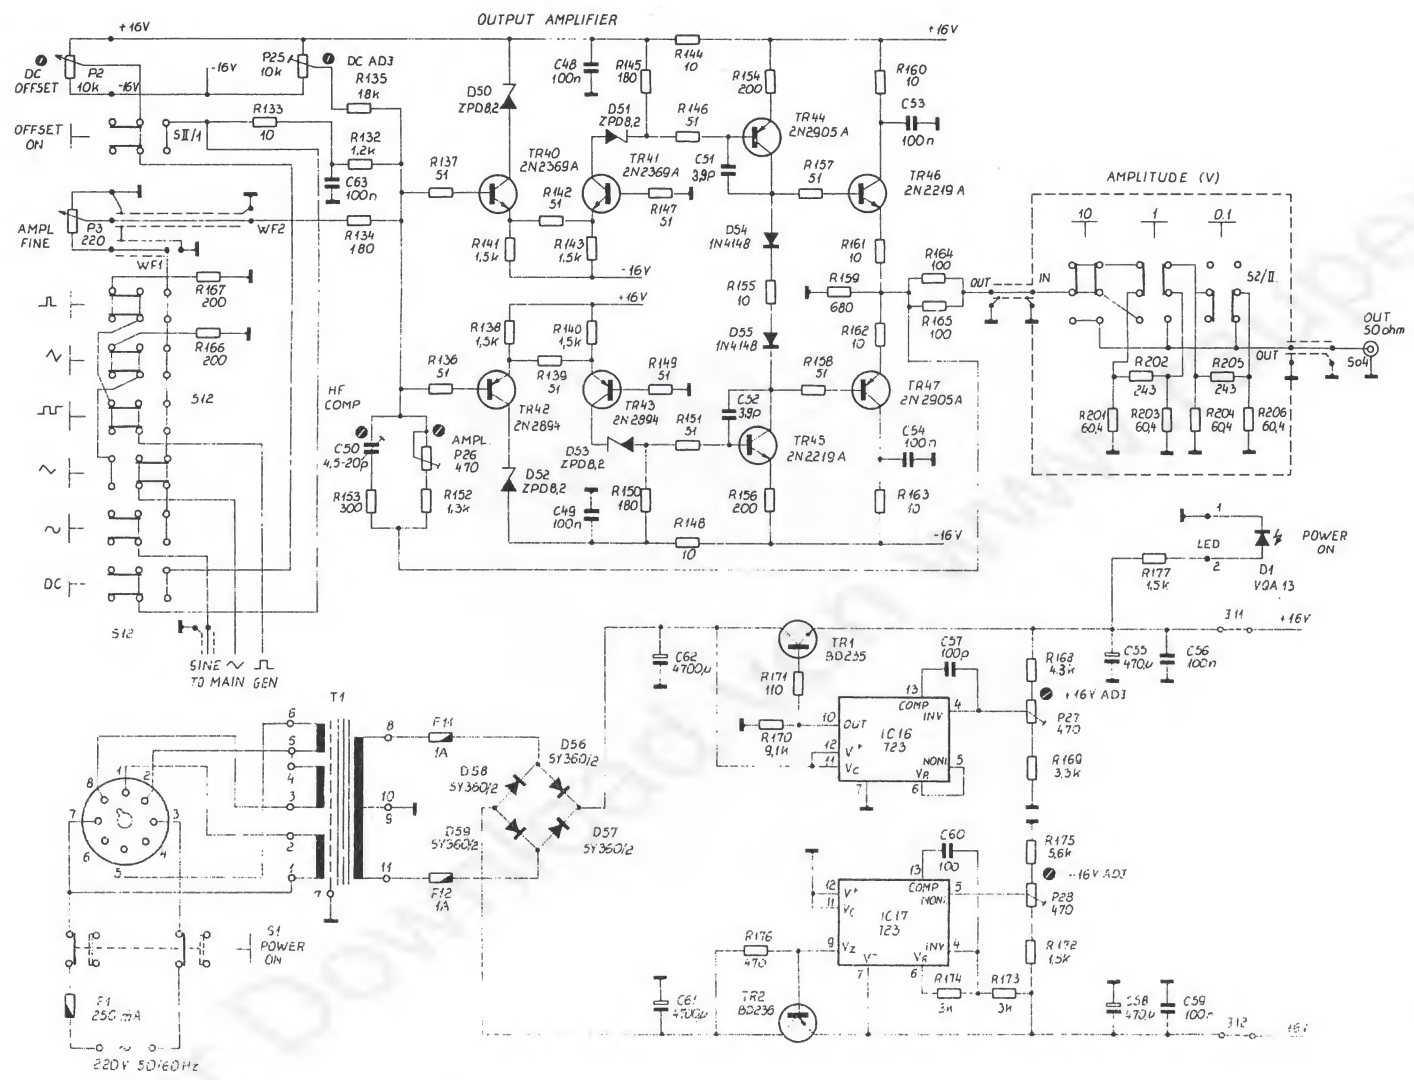 OUTPUT AMPLIFIER
+16V
+16V
P2
10k
DC
OFFSET
-16V
-16V
P25
10k
DC ADJ
R135
18k
OFFSET
ON
SII/1
R133
10
R132
1,2k
C63
100n
AMPL
FINE
P3
220
WF1
WF2
R134
180
R167
200
R166
200
S12
S12
DC
SINE
TO MAIN GEN
D50
ZPD8,2
C48
100n
R145
180
R144
10
D51
ZPD8,2
R146
51
R154
200
TR44
2N2905A
R160
10
C53
100n
R137
51
TR40
2N2369A
TR41
2N2369A
R142
51
R147
51
C51
3,9p
R157
51
TR46
2N2219A
R141
1,5k
R143
1,5k
-16V
D54
1N4148
R161
10
R164
100
R155
10
R159
680
R165
100
+16V
R138
1,5k
R140
1,5k
D55
1N4148
R162
10
R136
51
R139
51
R149
51
R158
51
TR42
2N2894
TR43
2N2894
TR47
2N2905A
HF
COMP
C50
4,5-20p
AMPL.
P26
470
R153
300
R152
1,3k
D52
ZPD8,2
D53
ZPD8,2
R151
51
C52
3,9p
TR45
2N2219A
C54
100n
C49
100n
R150
180
R148
10
R156
200
R163
10
-16V
AMPLITUDE (V)
10
1
0.1
OUT
IN
S2/II
OUT
OUT
50ohm
So4
R202
243
R205
243
R201
60,4
R203
60,4
R204
60,4
R206
60,4
1
LED
2
R177
1,5k
D1
VQA 13
POWER
ON
T1
6
5
4
3
2
1
7
8
10
9
11
F11
1A
F12
1A
D56
SY360/2
D58
SY360/2
D59
SY360/2
D57
SY360/2
8
1
2
7
3
6
4
5
S1
POWER
ON
F1
250mA
220V 50/60Hz
C62
4700µ
TR1
BD235
R171
110
R170
9,1k
C57
100p
13
COMP
INV
4
10
OUT
IC16
723
12
V+
11
VC
NONI
5
VR
7
6
R168
4.3k
+16V ADJ
P27
470
R169
3,3k
C55
470µ
C56
100n
J11
+16V
C60
100
13
COMP
NONI
5
12
V+
11
VC
IC17
723
9
VZ
INV
4
V-
7
VR
6
R176
470
R174
3k
R173
3k
R175
5,6k
-16V ADJ
P28
470
R172
1,5k
C61
4700µ
TR2
BD235
C58
470µ
C59
100n
J12
-16V